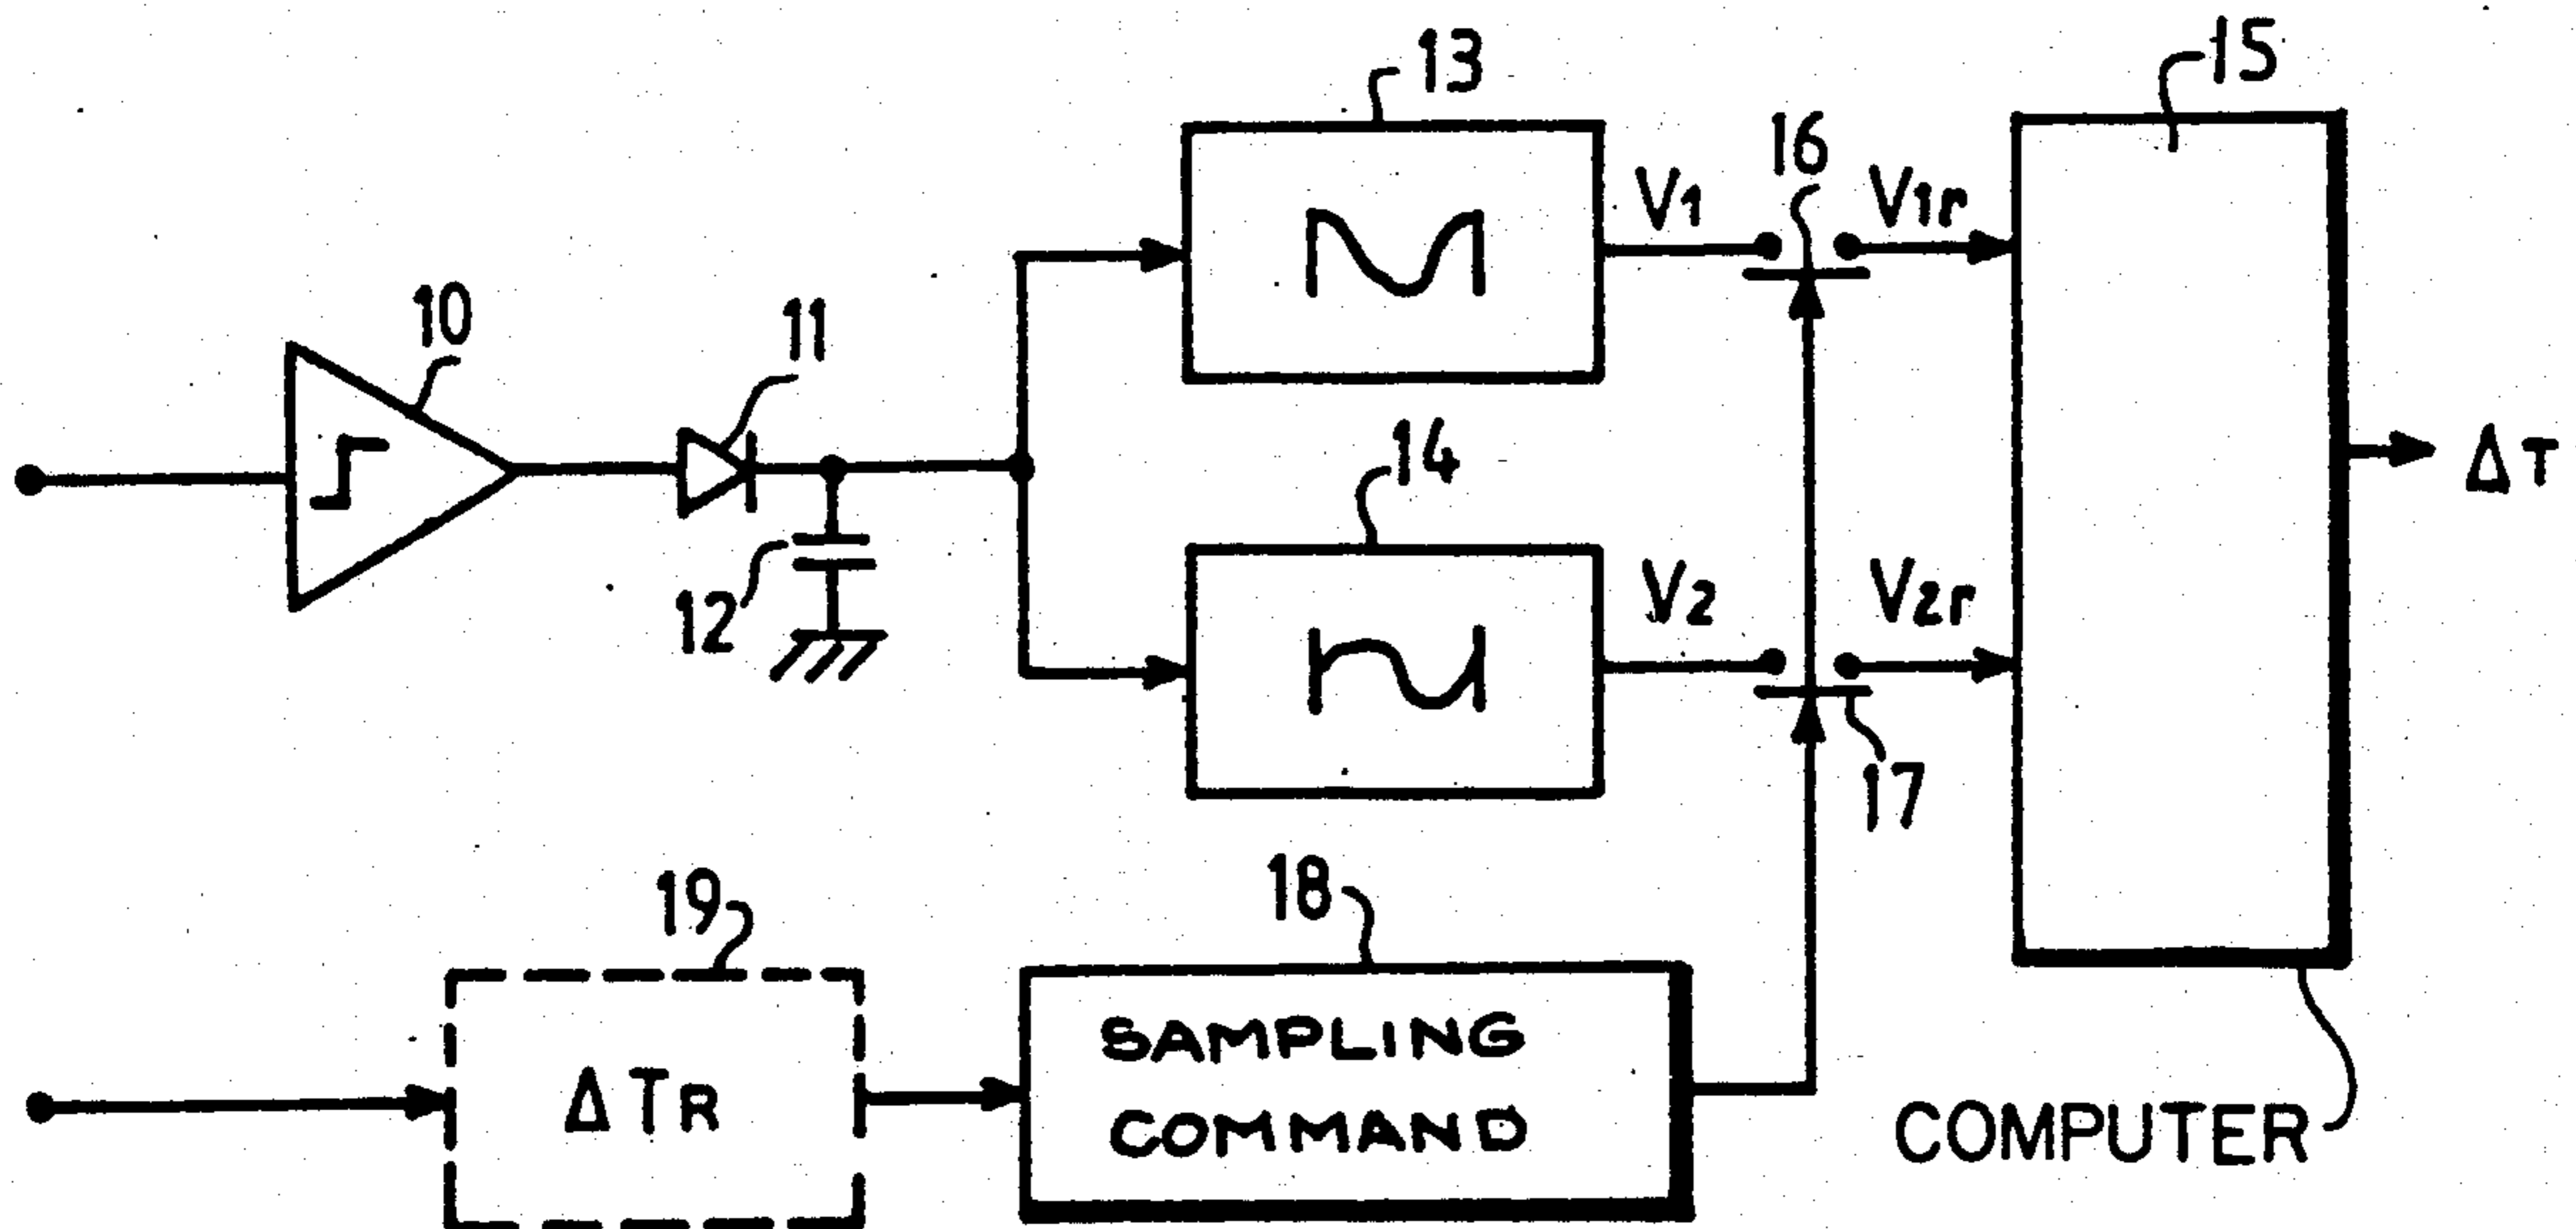 13
15
16
V1
V1r
10
11
14
ΔT
12
V2
V2r
17
19
18
ΔTR
SAMPLING
COMMAND
COMPUTER